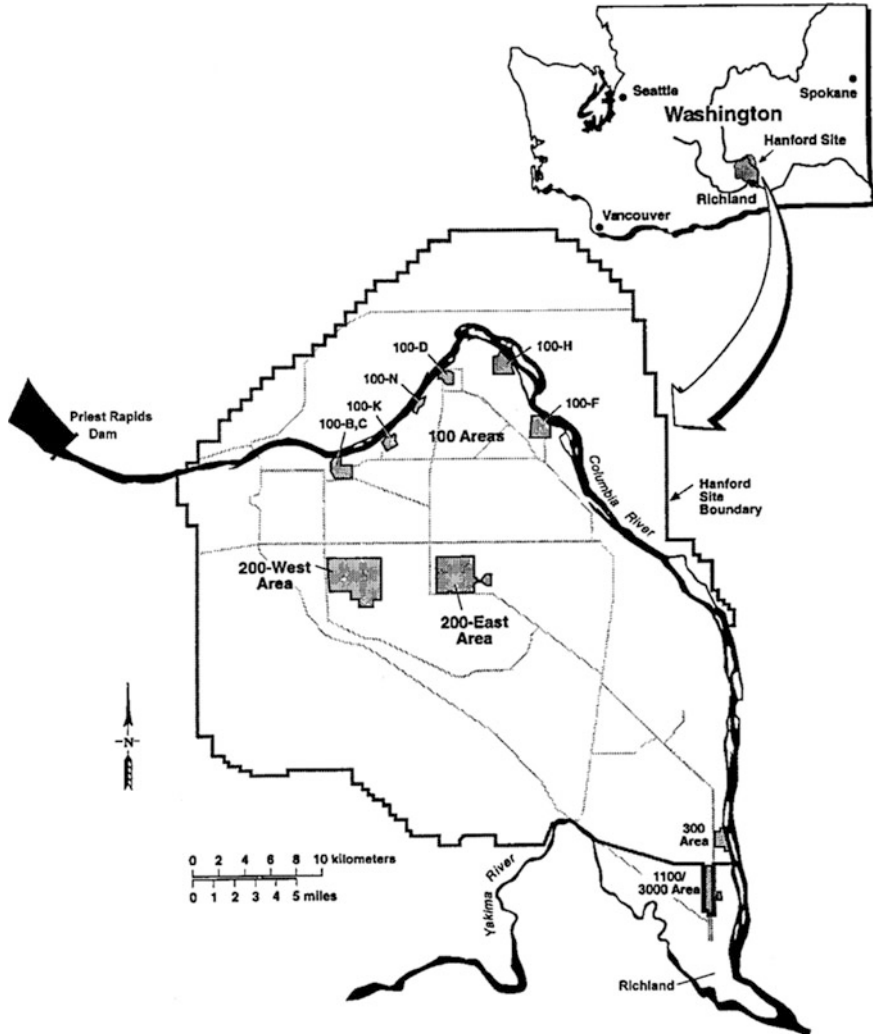 Seattle
Spokane
Washington
Hanford Site
Richland
Vancouver
100-D
100-H
100-N
100-F
100-K
Priest Rapids
Dam
100-B,C
100 Areas
Columbia
River
Hanford
Site
Boundary
200-West
Area
200-East
Area
N
300
Area
0 2 4 6 8 10 kilometers
0 1 2 3 4 5 miles
1100/
3000 Area
Yakima River
Richland